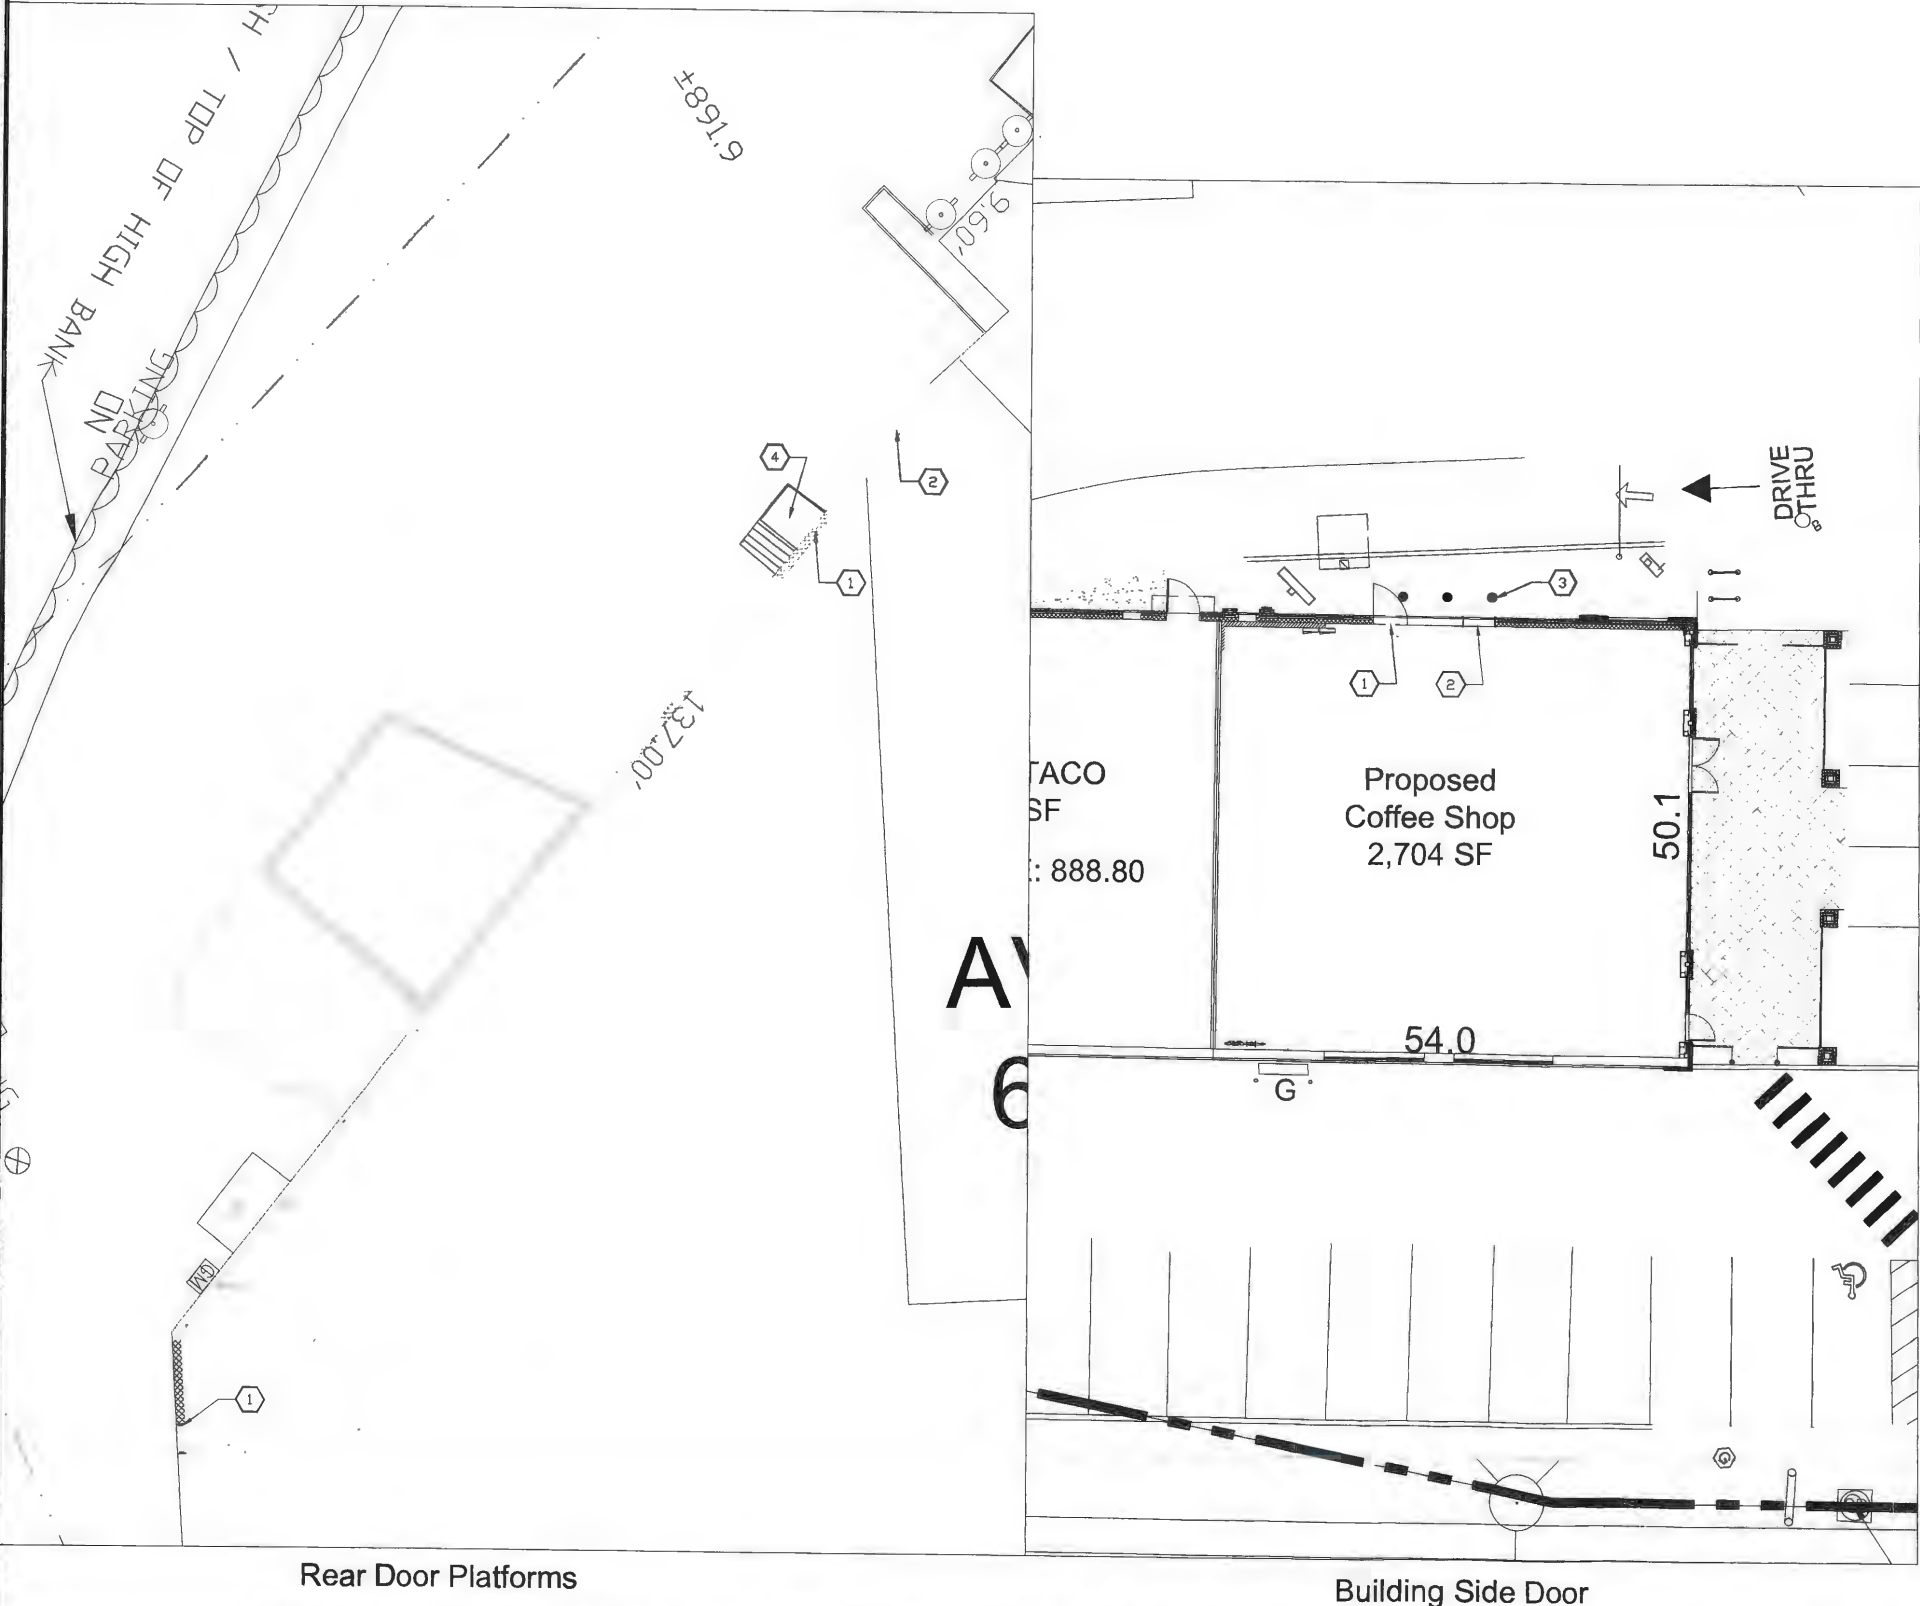 / TOP OF HIGH BANK
NO
PARKING
6'168±
9.60'
4
2
1
137.00'
1
DRIVE
THRU
B
3
1
2
TACO
SF
: 888.80
Proposed
Coffee Shop
2,704 SF
50.1
54.0
G
A
6
GM
Rear Door Platforms
Building Side Door